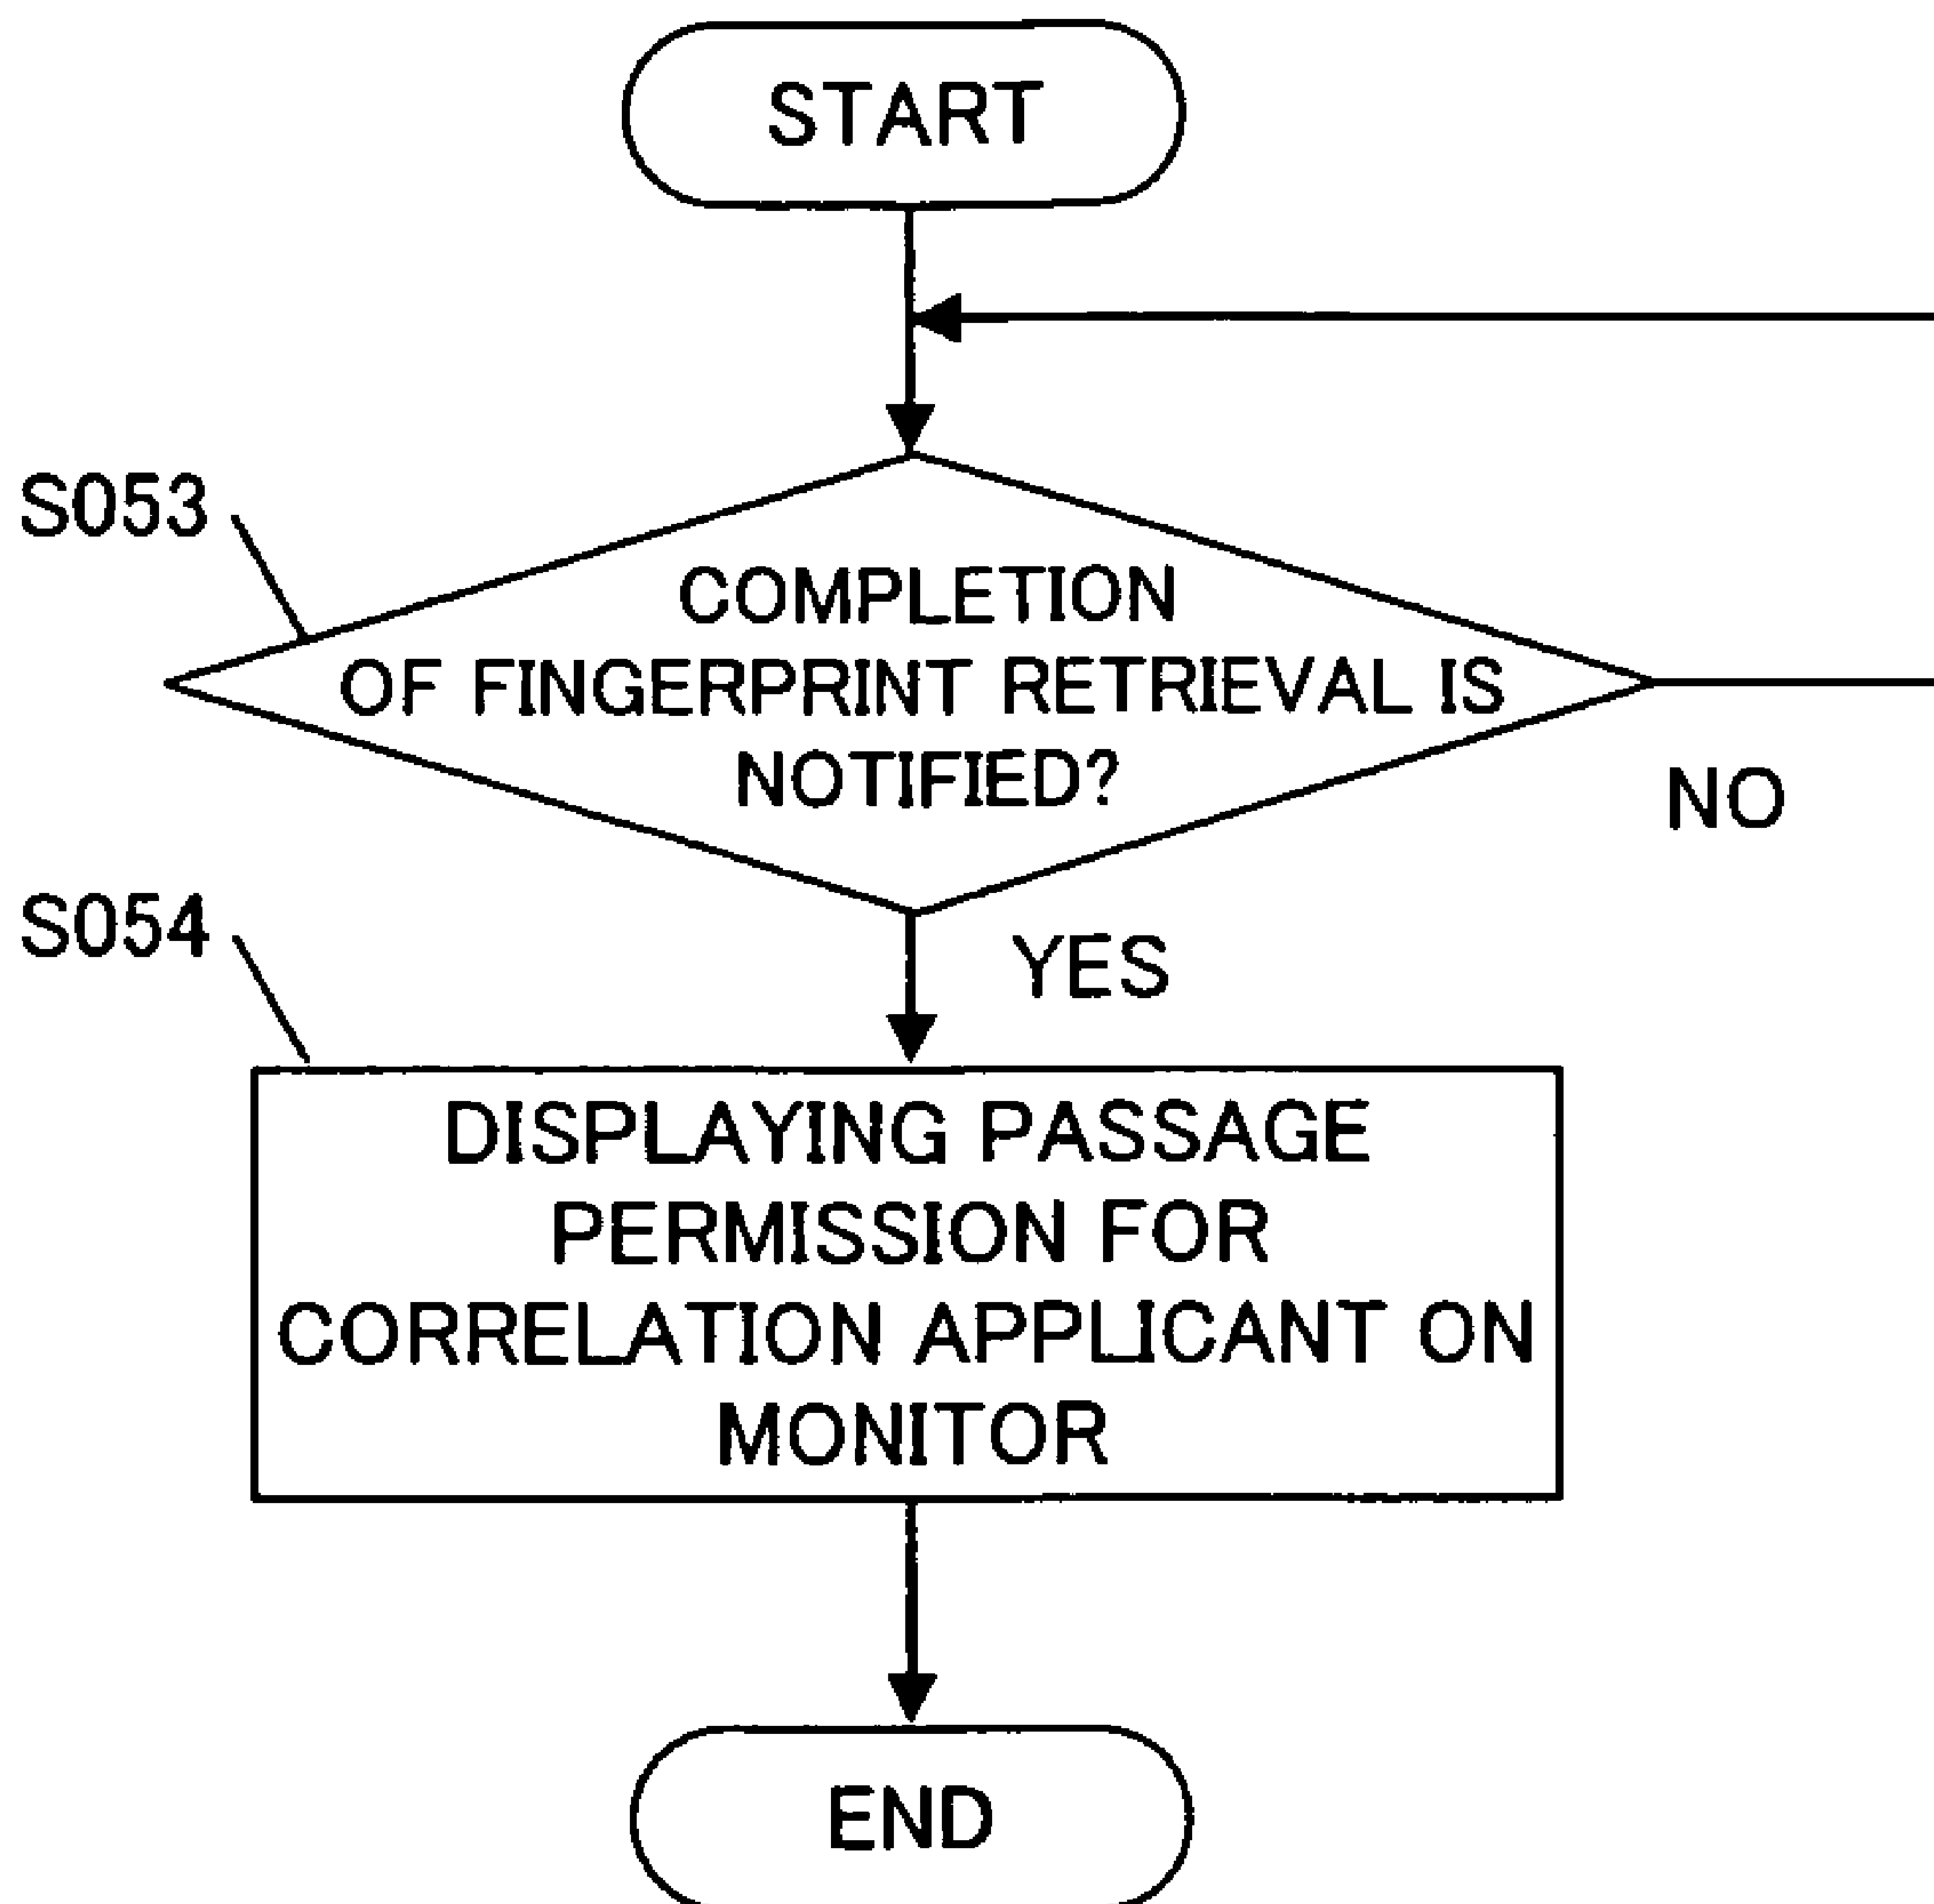 START
S053
COMPLETION
OF FINGERPRINT RETRIEVAL IS
NOTIFIED?
NO
YES
S054
DISPLAYING PASSAGE
PERMISSION FOR
CORRELATION APPLICANT ON
MONITOR
END